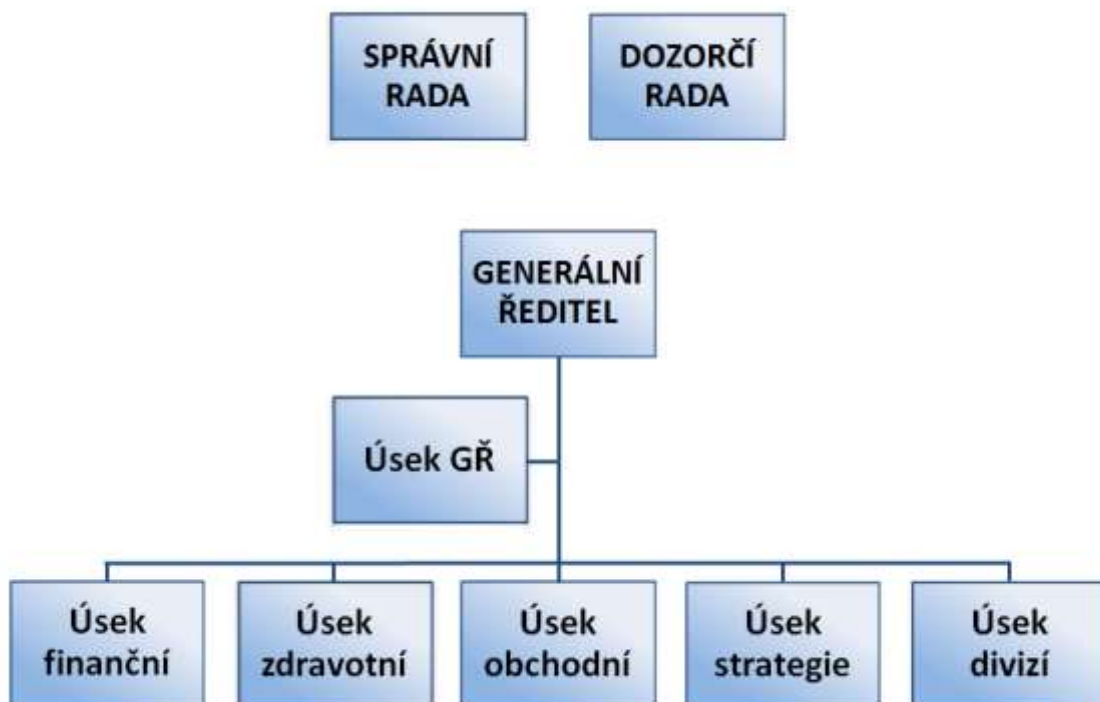 SPRÁVNÍ
RADA
DOZORČÍ
RADA
GENERÁLNÍ
ŘEDITEL
Úsek GŘ
Úsek
finanční
Úsek
zdravotní
Úsek
obchodní
Úsek
strategie
Úsek
divizí